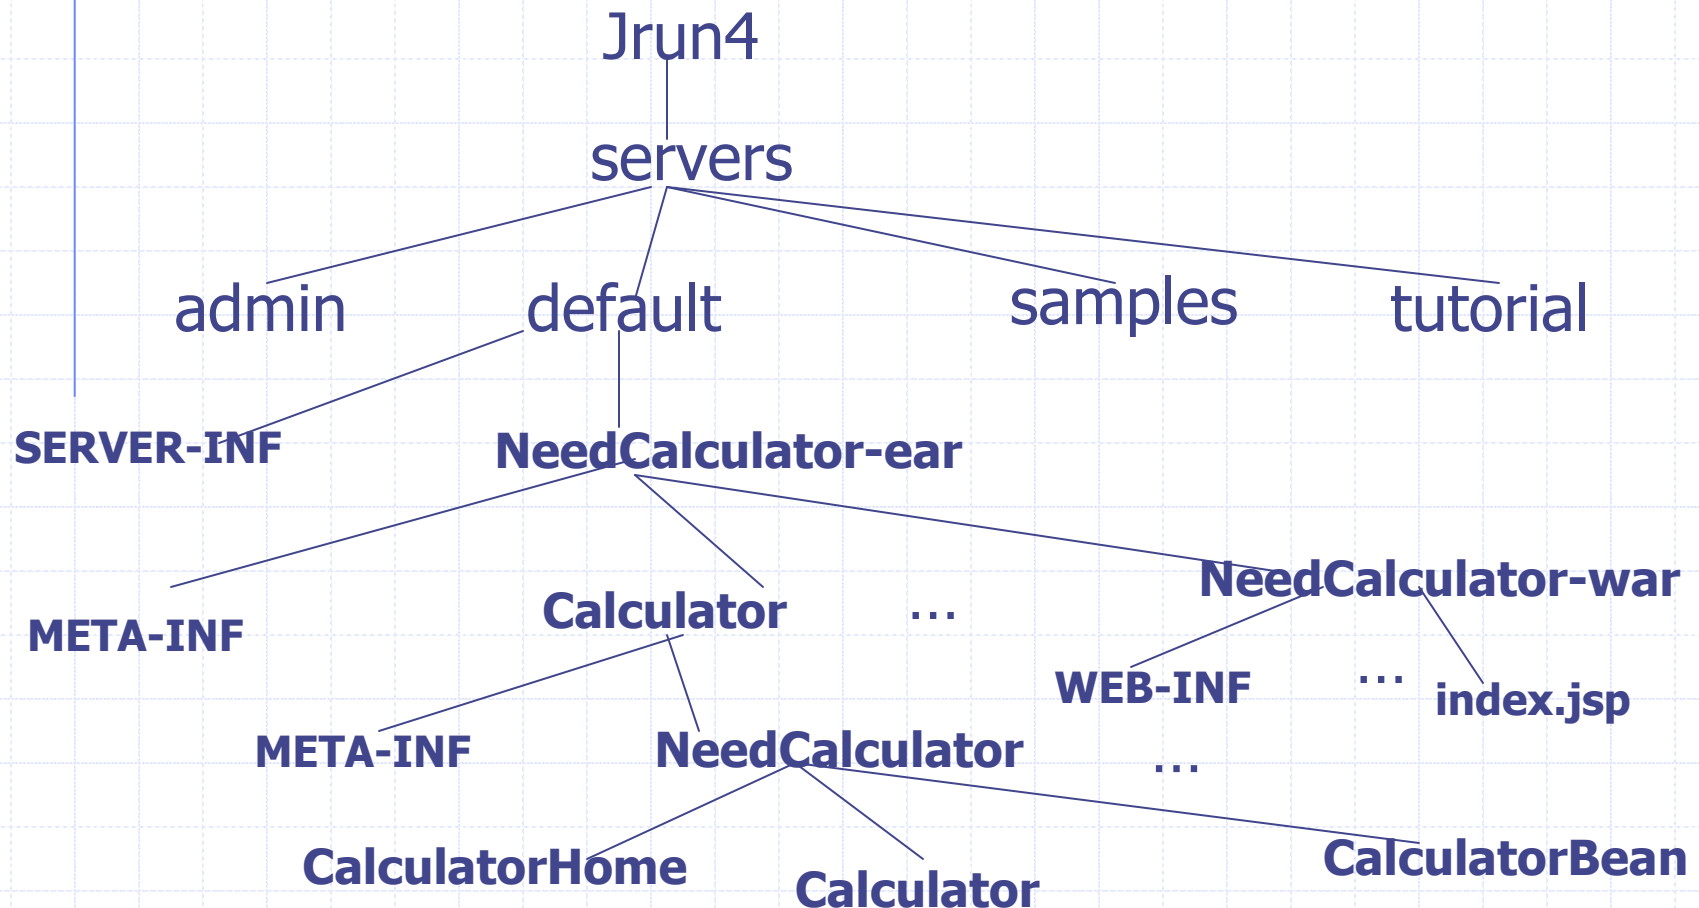 Jrun4
servers
admin
default
samples
tutorial
SERVER-INF
NeedCalculator-ear
META-INF
Calculator
...
NeedCalculator-war
WEB-INF
...
index.jsp
META-INF
NeedCalculator
...
CalculatorHome
Calculator
CalculatorBean